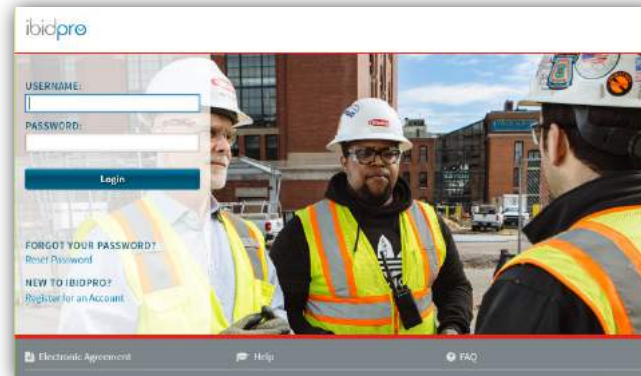 ibidpro
USERNAME:
PASSWORD:
Login
FORGOT YOUR PASSWORD?
Reset Password
NEW TO IBIDPRO?
Register for an Account
Electronic Agreement
Help
FAQ